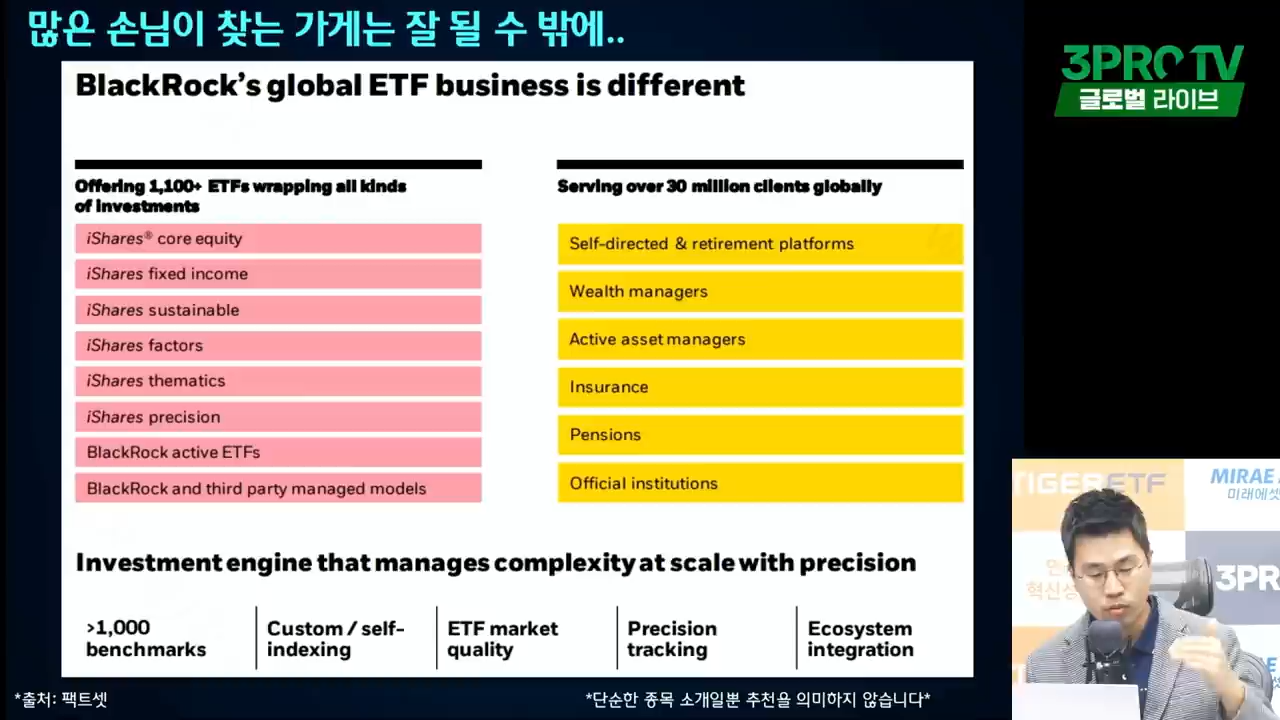 많은 손님이 찾는 가게는 잘 될 수 밖에..
3PRO TV
글로벌 라이브
BlackRock's global ETF business is different
Offering 1,100+ ETFs wrapping all kinds
of investments
iShares® core equity
iShares fixed income
iShares sustainable
iShares factors
iShares thematics
iShares precision
BlackRock active ETFs
BlackRock and third party managed models
Serving over 30 million clients globally
Self-directed & retirement platforms
Wealth managers
Active asset managers
Insurance
Pensions
Official institutions
Investment engine that manages complexity at scale with precision
>1,000
benchmarks
Custom / self-
indexing
ETF market
quality
Precision
tracking
Ecosystem
integration
TIGER ETF
MIRAE
미래에셋
3PR
MIRAE
*출처: 팩트셋
*단순한 종목 소개일뿐 추천을 의미하지 않습니다*